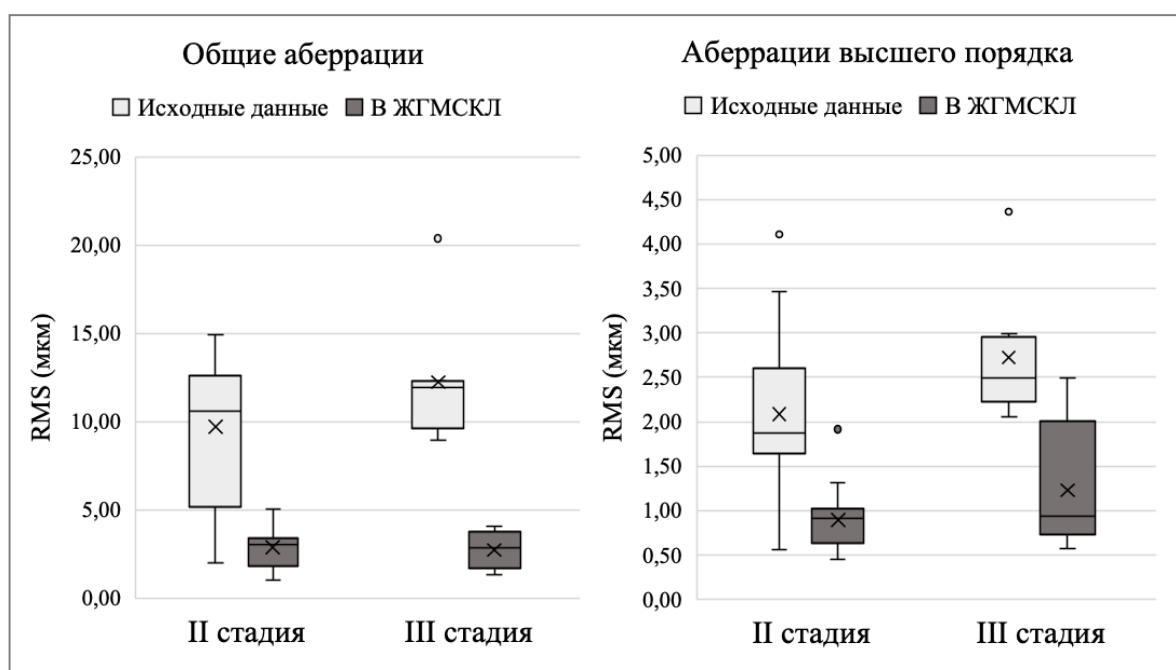 Общие аберрации
Исходные данные В ЖГМСКЛ
RMS (мкм)
25,00
20,00
15,00
10,00
5,00
0,00
II стадия III стадия
Аберрации высшего порядка
Исходные данные В ЖГМСКЛ
RMS (мкм)
5,00
4,50
4,00
3,50
3,00
2,50
2,00
1,50
1,00
0,50
0,00
II стадия III стадия